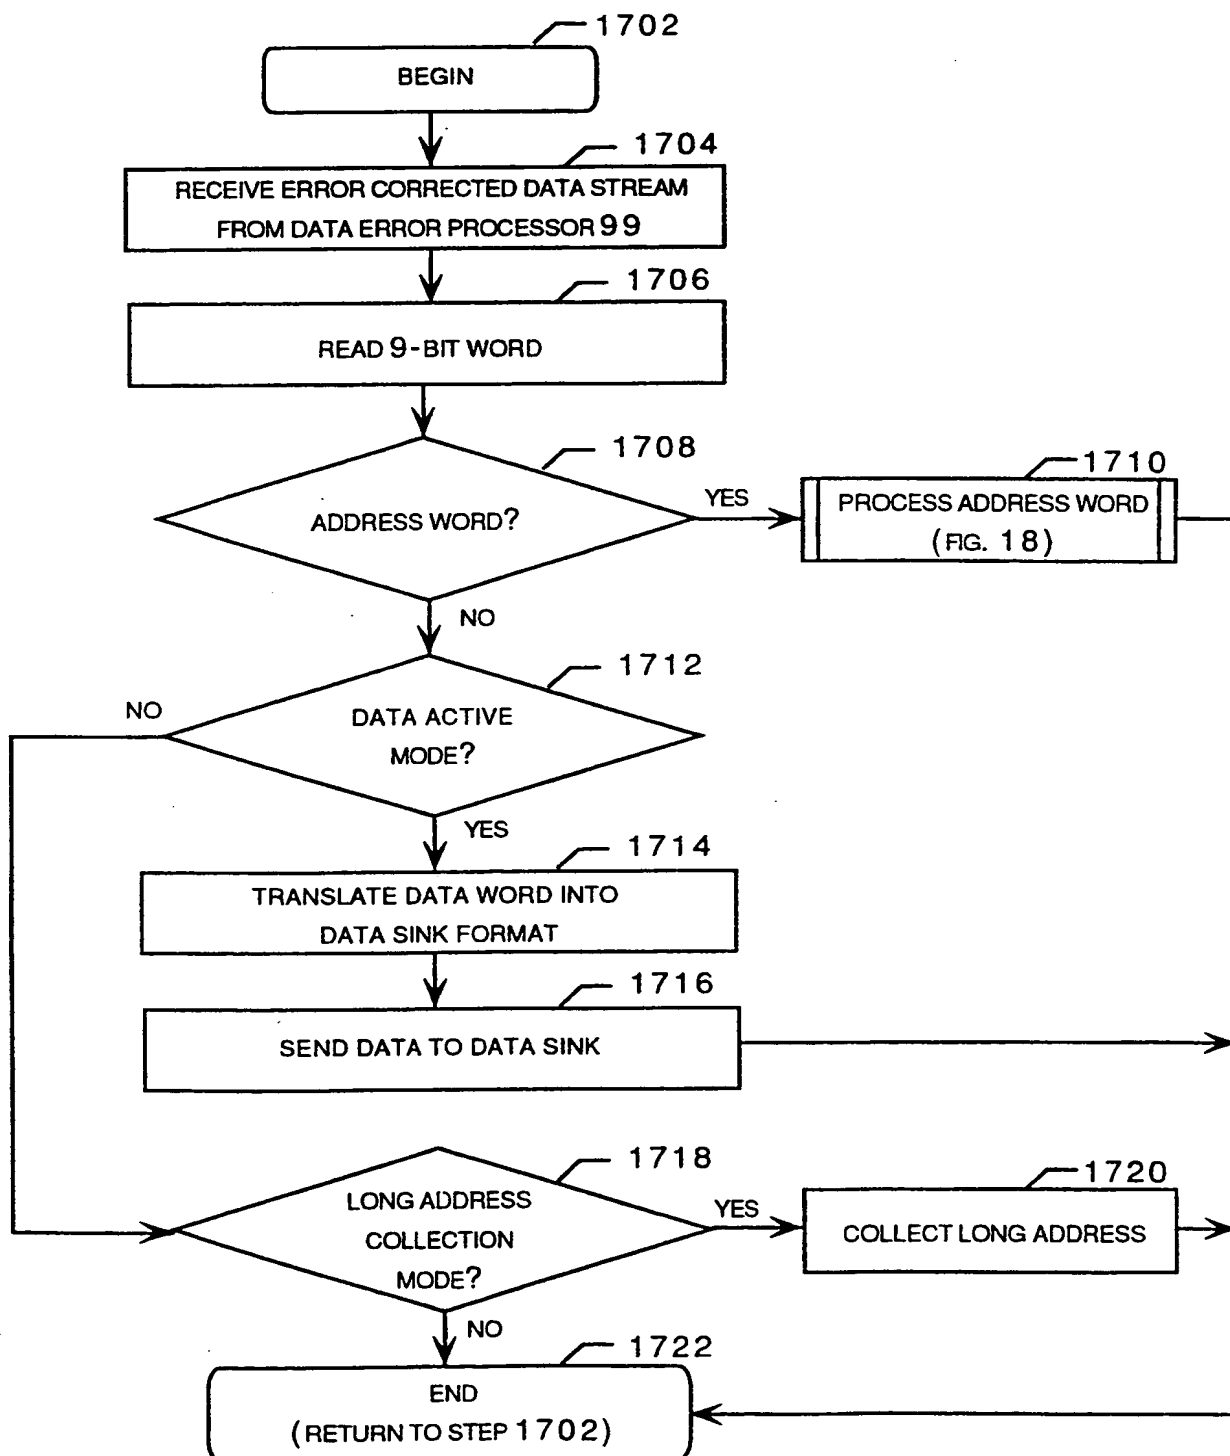 1702
BEGIN
1704
RECEIVE ERROR CORRECTED DATA STREAM
FROM DATA ERROR PROCESSOR 99
1706
READ 9-BIT WORD
1708
ADDRESS WORD?
YES
1710
PROCESS ADDRESS WORD
(FIG. 18)
NO
1712
DATA ACTIVE
MODE?
NO
YES
1714
TRANSLATE DATA WORD INTO
DATA SINK FORMAT
1716
SEND DATA TO DATA SINK
1718
LONG ADDRESS
COLLECTION
MODE?
YES
1720
COLLECT LONG ADDRESS
NO
1722
END
(RETURN TO STEP 1702)